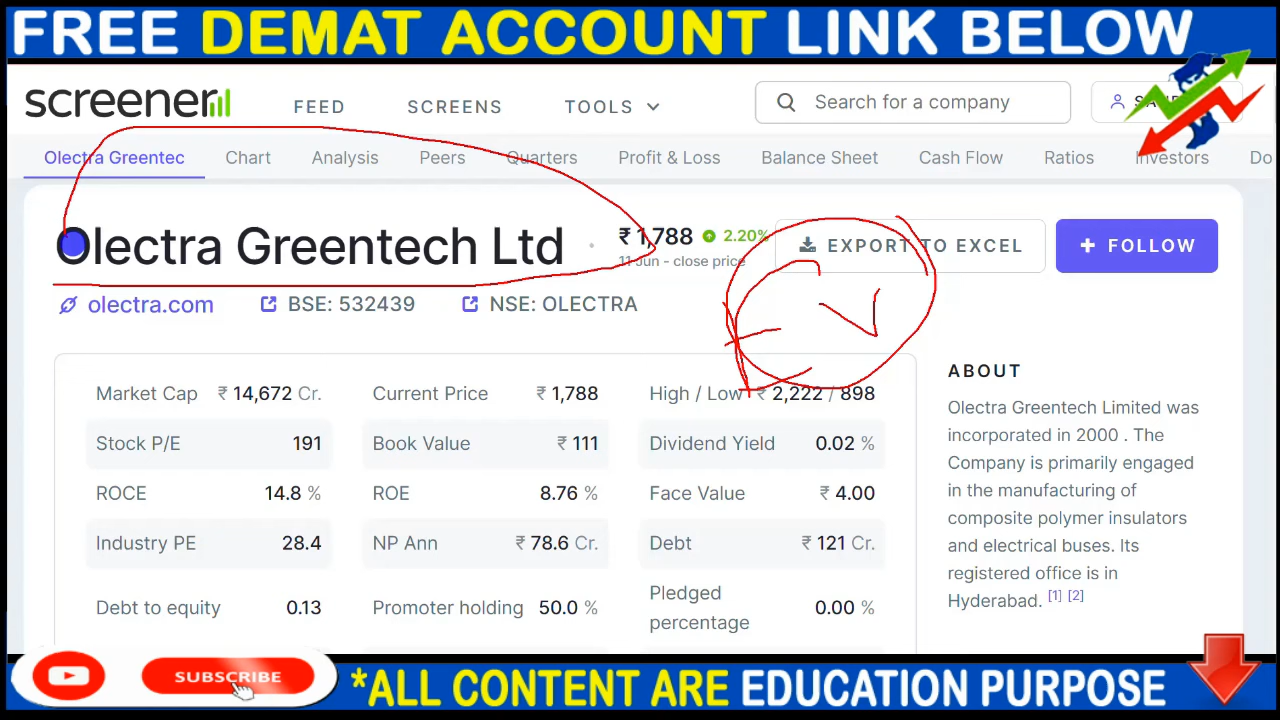 FREE DEMAT ACCOUNT LINK BELOW
screener
FEED SCREENS TOOLS Search for a company
Olectra Greentec Chart Analysis Peers Quarters Profit & Loss Balance Sheet Cash Flow Ratios Investors Do
Olectra Greentech Ltd ₹ 1,788 2.20% EXPORT TO EXCEL + FOLLOW
11 Jun - close price
olectra.com BSE: 532439 NSE: OLECTRA
Market Cap ₹ 14,672 Cr. Current Price ₹ 1,788 High / Low ₹ 2,222 / 898
Stock P/E 191 Book Value ₹ 111 Dividend Yield 0.02 %
ROCE 14.8 % ROE 8.76 % Face Value ₹ 4.00
Industry PE 28.4 NP Ann ₹ 78.6 Cr. Debt ₹ 121 Cr.
Debt to equity 0.13 Promoter holding 50.0 % Pledged percentage 0.00 %
ABOUT
Olectra Greentech Limited was
incorporated in 2000 . The
Company is primarily engaged
in the manufacturing of
composite polymer insulators
and electrical buses. Its
registered office is in
Hyderabad. [1] [2]
SUBSCRIBE
*ALL CONTENT ARE EDUCATION PURPOSE